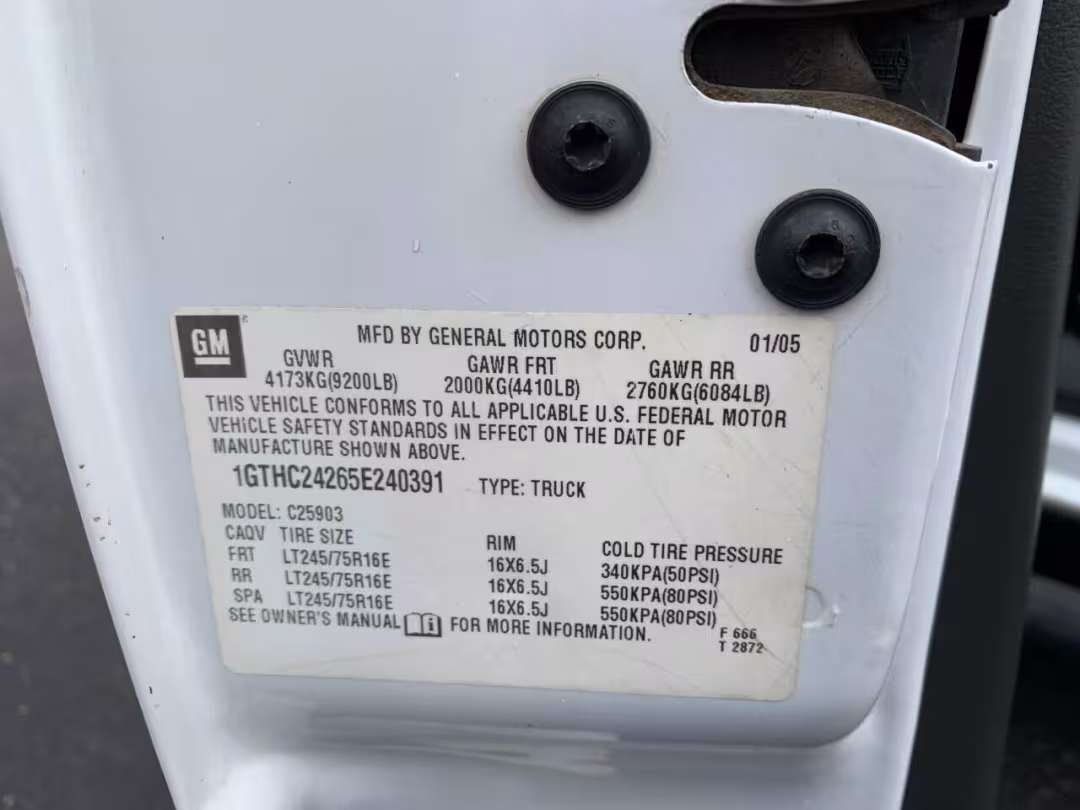 GM
MFD BY GENERAL MOTORS CORP. 01/05
GVWR GAWR FRT GAWR RR
4173KG(9200LB) 2000KG(4410LB) 2760KG(6084LB)
THIS VEHICLE CONFORMS TO ALL APPLICABLE U.S. FEDERAL MOTOR
VEHICLE SAFETY STANDARDS IN EFFECT ON THE DATE OF
MANUFACTURE SHOWN ABOVE.
1GTHC24265E240391 TYPE: TRUCK
MODEL: C25903
CAQV TIRE SIZE RIM COLD TIRE PRESSURE
FRT LT245/75R16E 16X6.5J 340KPA(50PSI)
RR LT245/75R16E 16X6.5J 550KPA(80PSI)
SPA LT245/75R16E 16X6.5J 550KPA(80PSI)
SEE OWNER'S MANUAL FOR MORE INFORMATION.
F 666
T 2872